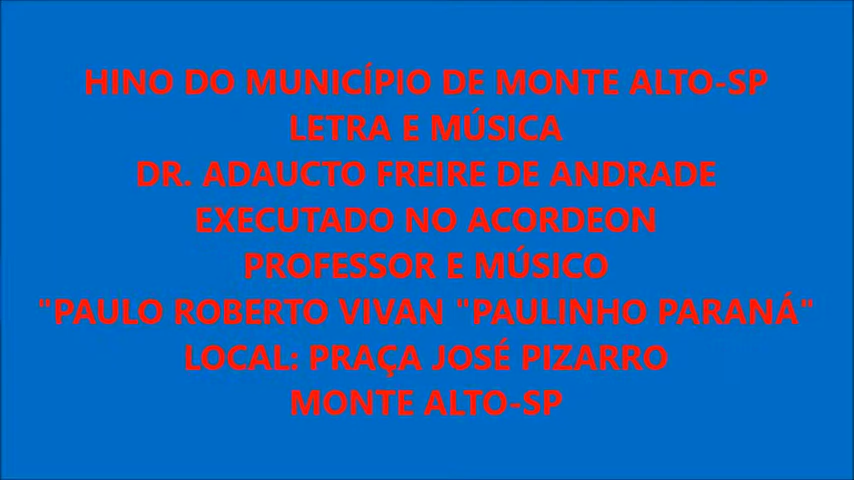 HINO DO MUNICÍPIO DE MONTE ALTO-SP
LETRA E MÚSICA
DR. ADAUCTO FREIRE DE ANDRADE
EXECUTADO NO ACORDEON
PROFESSOR E MÚSICO
"PAULO ROBERTO VIVAN "PAULINHO PARANÁ"
LOCAL: PRAÇA JOSÉ PIZARRO
MONTE ALTO-SP